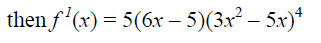 then f¹(x) = 5(6x – 5)(3x² – 5x)⁴